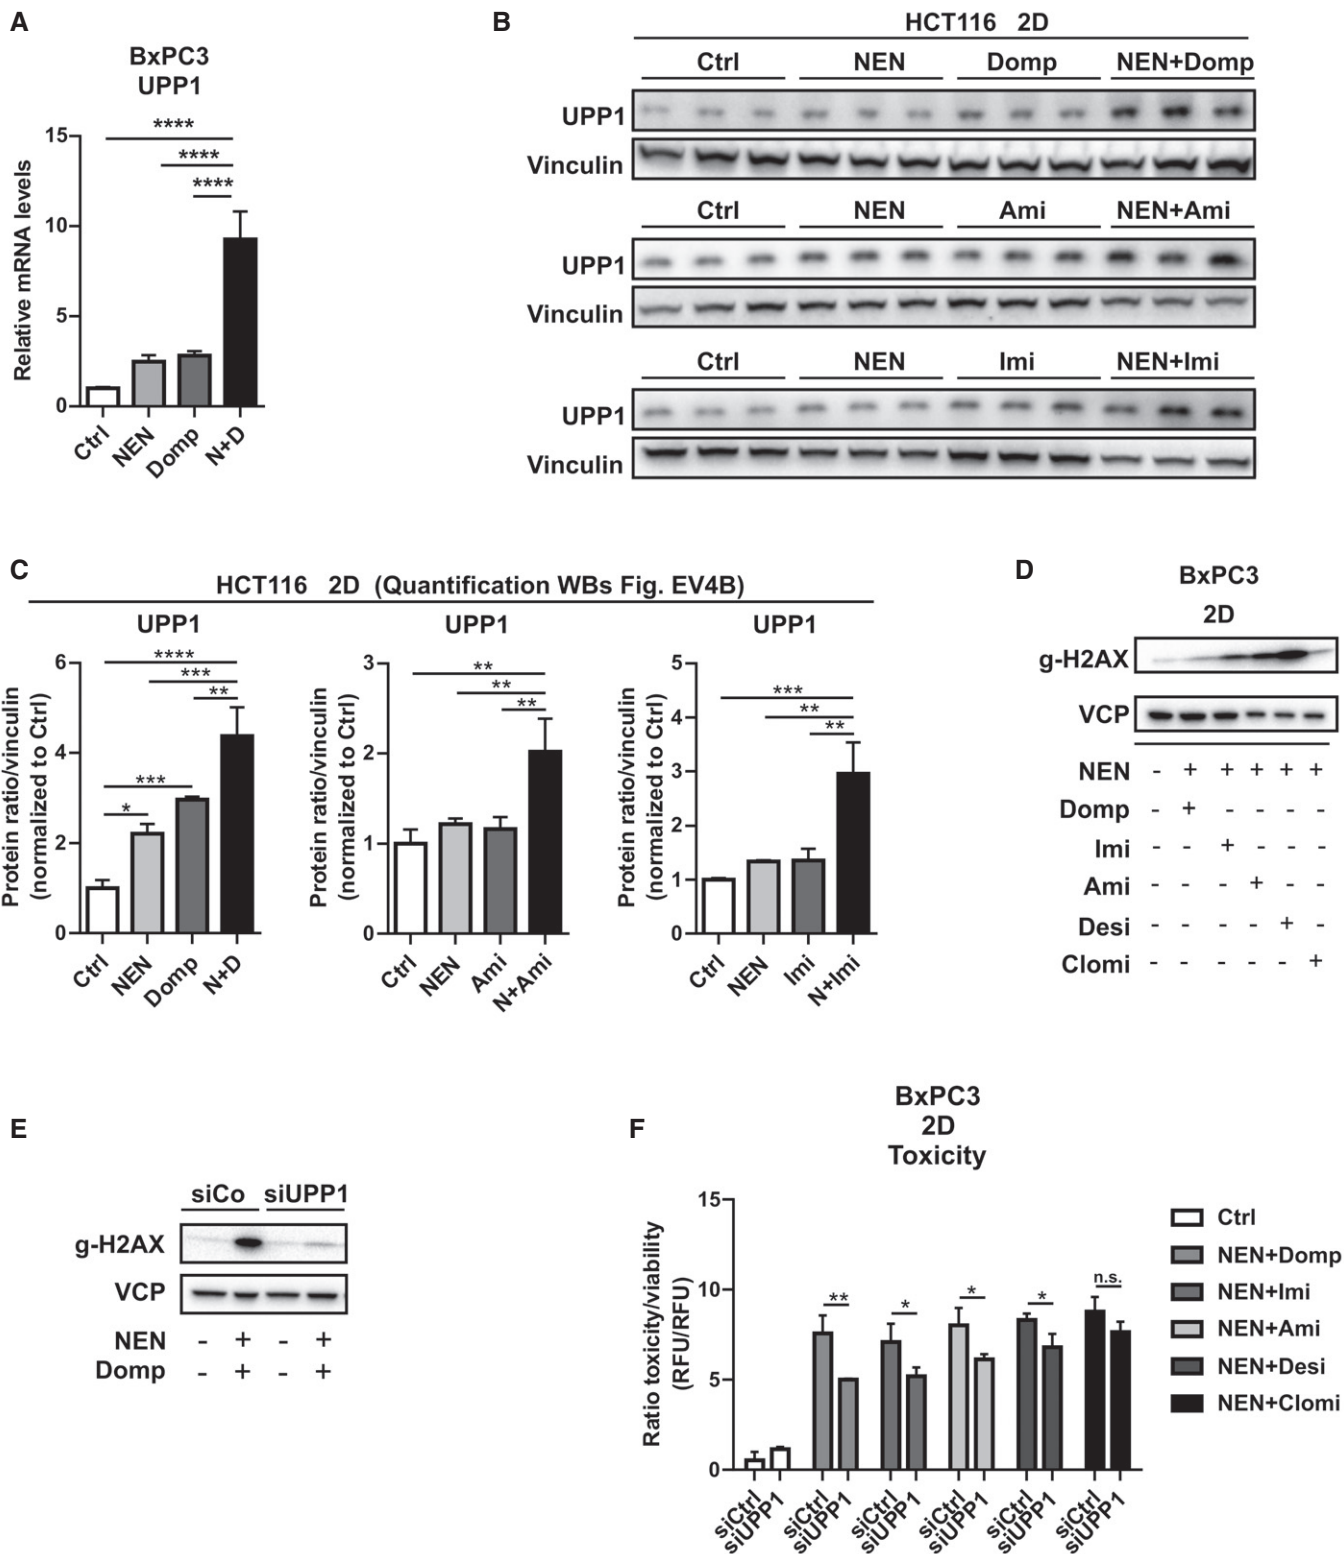 A
BxPC3
UPP1
****
****
****
Relative mRNA levels
15
10
5
0
Ctrl
NEN
Domp
N+D
B
HCT116 2D
Ctrl NEN Domp NEN+Domp
UPP1
Vinculin
Ctrl NEN Ami NEN+Ami
UPP1
Vinculin
Ctrl NEN Imi NEN+Imi
UPP1
Vinculin
C
HCT116 2D (Quantification WBs Fig. EV4B)
UPP1
Protein ratio/vinculin
(normalized to Ctrl)
6
4
2
0
****
***
**
***
*
Ctrl
NEN
Domp
N+D
UPP1
Protein ratio/vinculin
(normalized to Ctrl)
3
2
1
0
**
**
**
Ctrl
NEN
Ami
N+Ami
UPP1
Protein ratio/vinculin
(normalized to Ctrl)
5
4
3
2
1
0
***
**
**
Ctrl
NEN
Imi
N+Imi
D
BxPC3
2D
g-H2AX
VCP
NEN - + + + + +
Domp - + - - - -
Imi - - + - - -
Ami - - - + - -
Desi - - - - + -
Clomi - - - - - +
E
siCo siUPP1
g-H2AX
VCP
NEN - + - +
Domp - + - +
F
BxPC3
2D
Toxicity
Ratio toxicity/viability
(RFU/RFU)
15
10
5
0
**
*
*
*
n.s.
siCtrl
siUPP1
siCtrl
siUPP1
siCtrl
siUPP1
siCtrl
siUPP1
siCtrl
siUPP1
siCtrl
siUPP1
Ctrl
NEN+Domp
NEN+Imi
NEN+Ami
NEN+Desi
NEN+Clomi